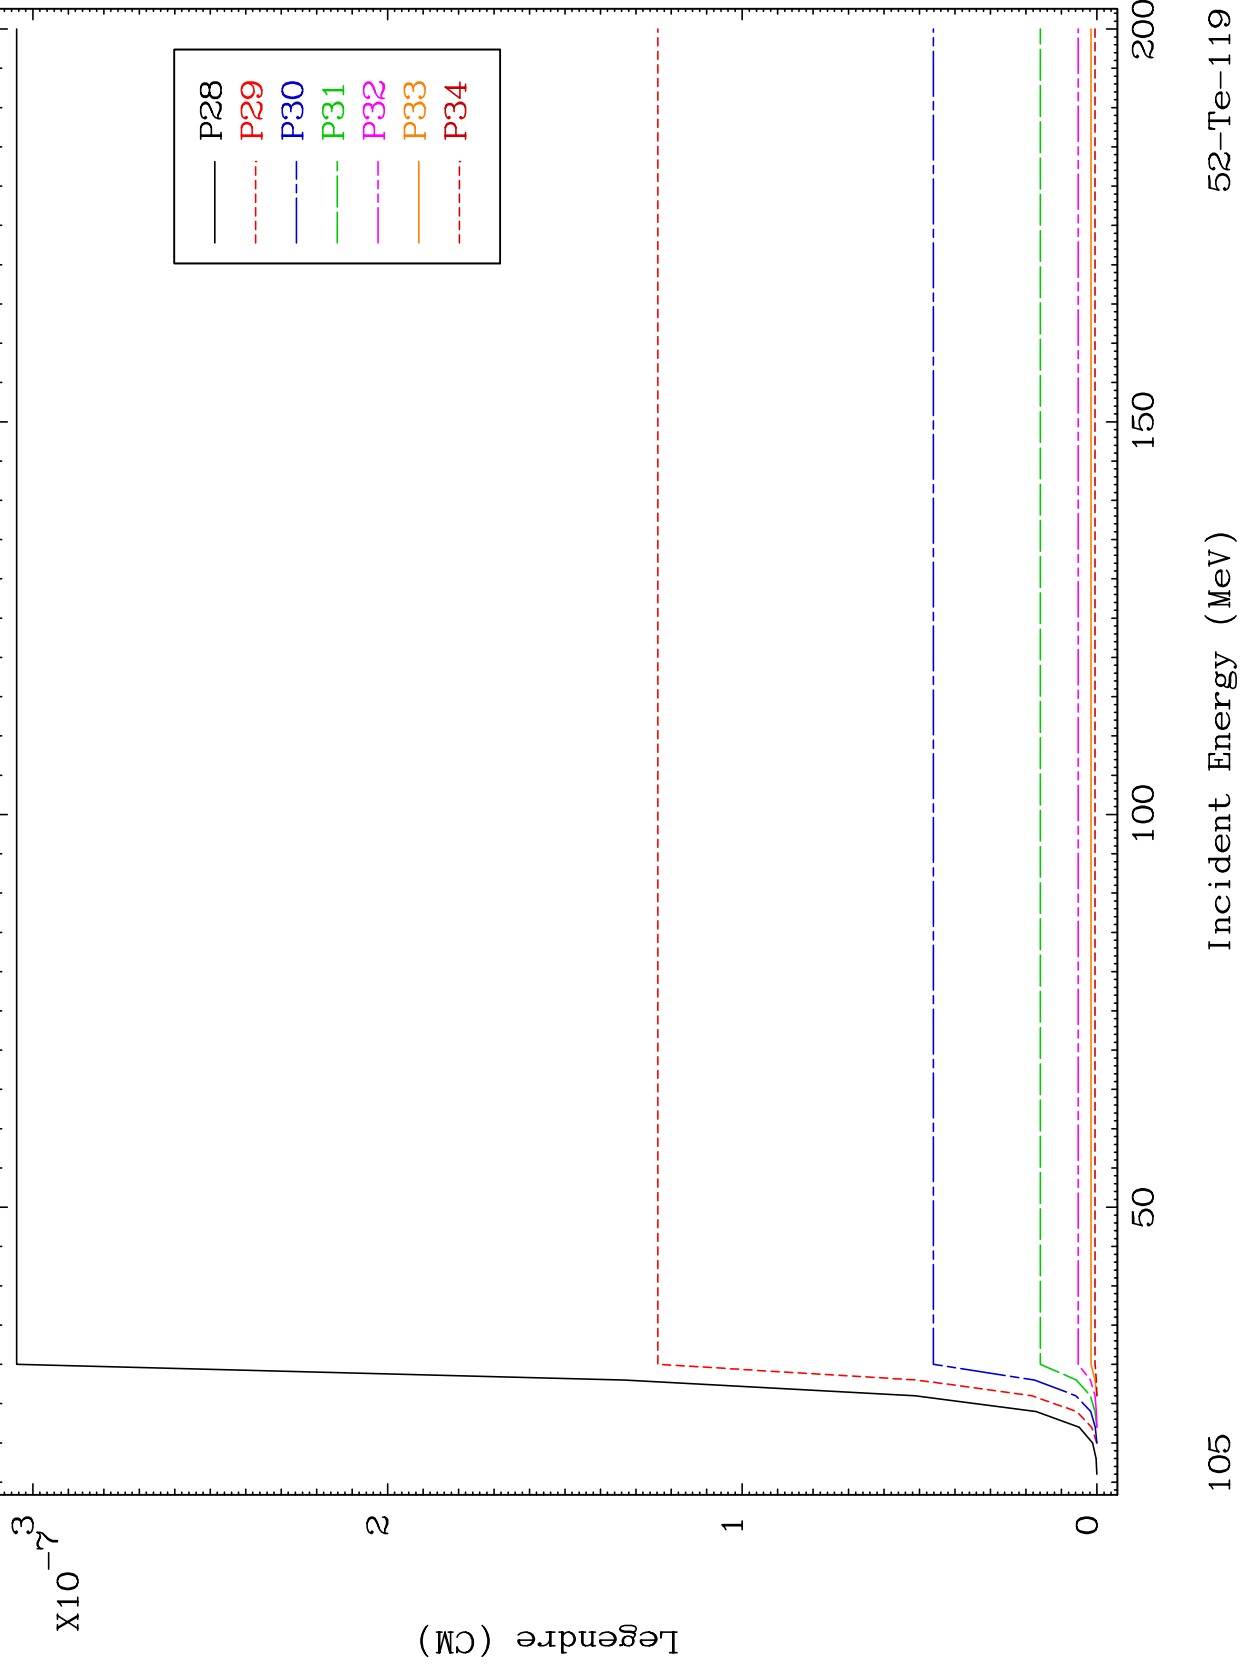 P28
P29
P30
P31
P32
P33
P34
X10-7
3
2
1
0
Legendre (CM)
50
100
150
200
Incident Energy (MeV)
105
52-Te-119